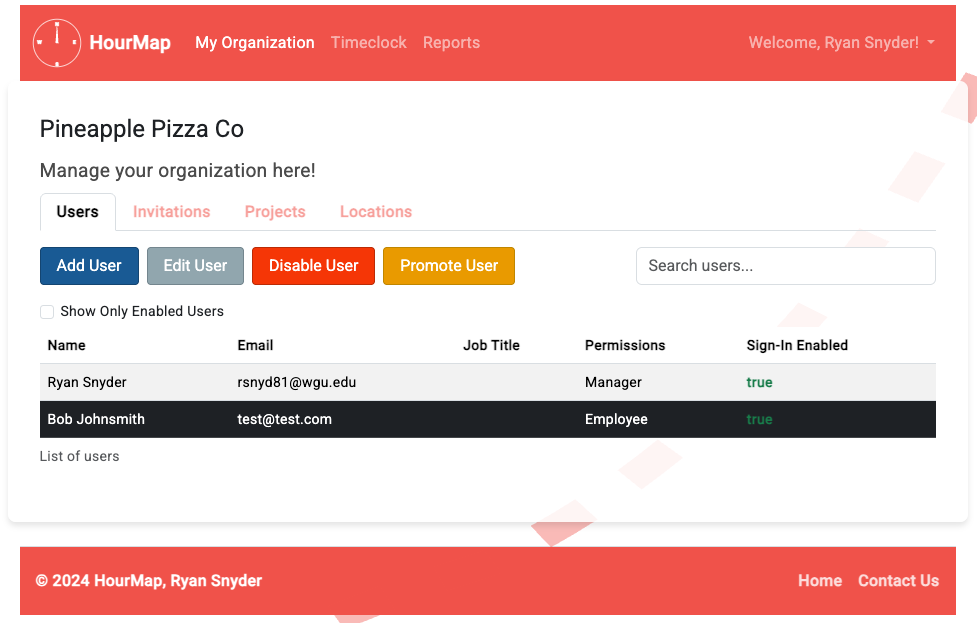 HourMap My Organization Timeclock Reports Welcome, Ryan Snyder!
Pineapple Pizza Co
Manage your organization here!
Users Invitations Projects Locations
Add User Edit User Disable User Promote User Search users...
Show Only Enabled Users
Name Email Job Title Permissions Sign-In Enabled
Ryan Snyder rsnyd81@wgu.edu Manager true
Bob Johnsmith test@test.com Employee true
List of users
© 2024 HourMap, Ryan Snyder Home Contact Us